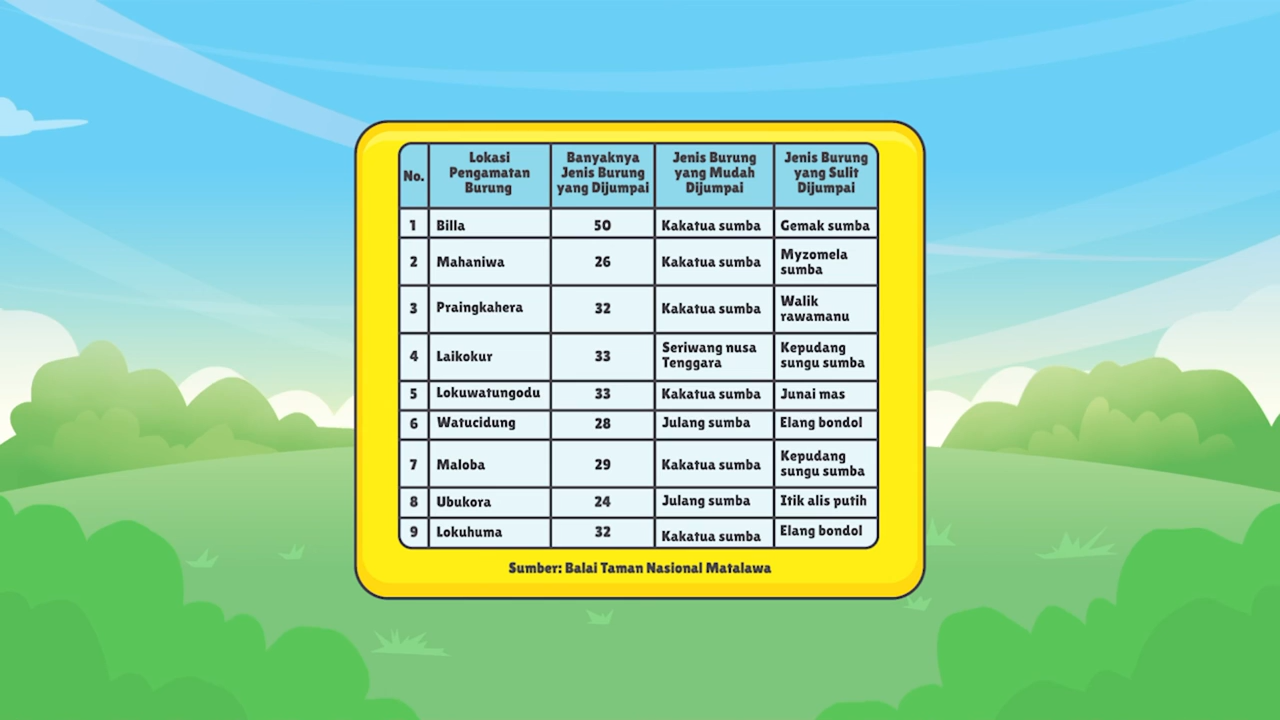 No.
Lokasi
Pengamatan
Burung
Banyaknya
Jenis Burung
yang Dijumpai
Jenis Burung
yang Mudah
Dijumpai
Jenis Burung
yang Sulit
Dijumpai
1 Billa 50 Kakatua sumba Gemak sumba
2 Mahaniwa 26 Kakatua sumba Myzomela
sumba
3 Praingkahera 32 Kakatua sumba Walik
rawamanu
4 Laikokur 33 Seriwang nusa Kepudang
Tenggara sungu sumba
5 Lokuwatungodu 33 Kakatua sumba Junai mas
6 Watucidung 28 Julang sumba Elang bondol
7 Maloba 29 Kakatua sumba Kepudang
sungu sumba
8 Ubukora 24 Julang sumba Itik alis putih
9 Lokuhuma 32 Kakatua sumba Elang bondol
Sumber: Balai Taman Nasional Matalawa